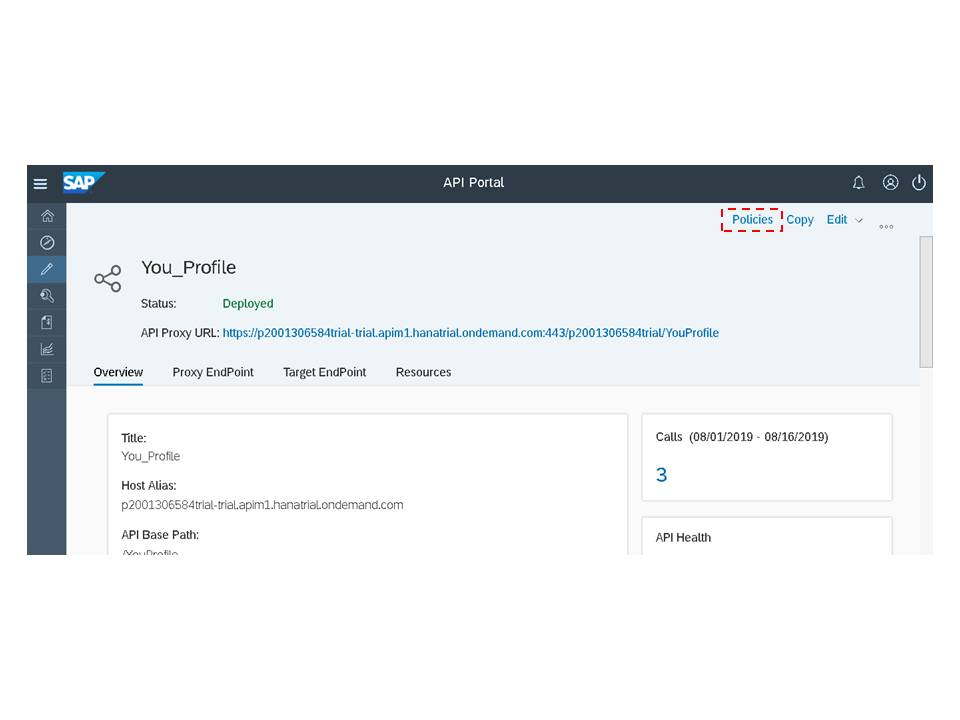 SAP API Portal
Policies Copy Edit
You_Profile
Status: Deployed
API Proxy URL: https://p2001306584trial-trial.apim1.hanatrial.ondemand.com:443/p2001306584trial/YouProfile
Overview Proxy EndPoint Target EndPoint Resources
Title:
You_Profile
Host Alias:
p2001306584trial-trial.apim1.hanatrial.ondemand.com
API Base Path:
/YouProfile
Calls (08/01/2019 - 08/16/2019)
3
API Health